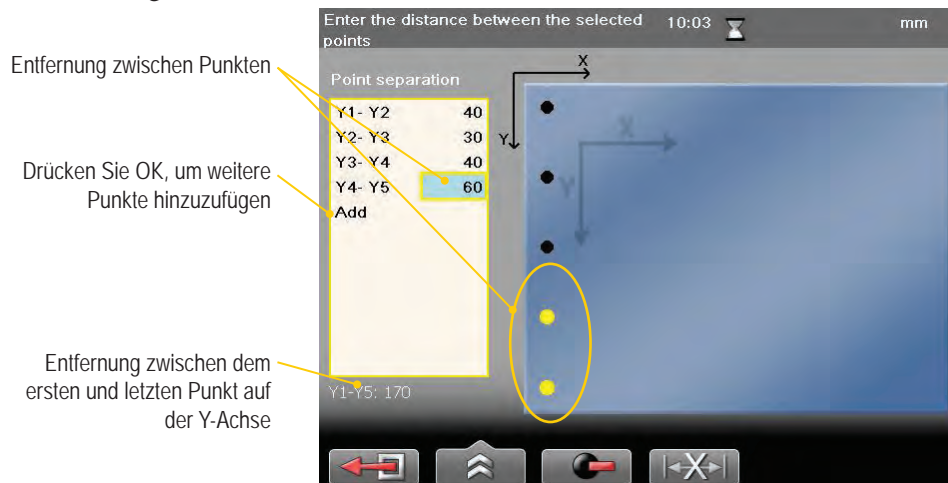 Enter the distance between the selected points
10:03
mm
Entfernung zwischen Punkten
Point separation
X
Y
Y1- Y2 40
Y2- Y3 30
Y3- Y4 40
Y4- Y5 60
Add
X
Y
Drücken Sie OK, um weitere
Punkte hinzuzufügen
Entfernung zwischen dem
ersten und letzten Punkt auf
der Y-Achse
Y1-Y5: 170
X